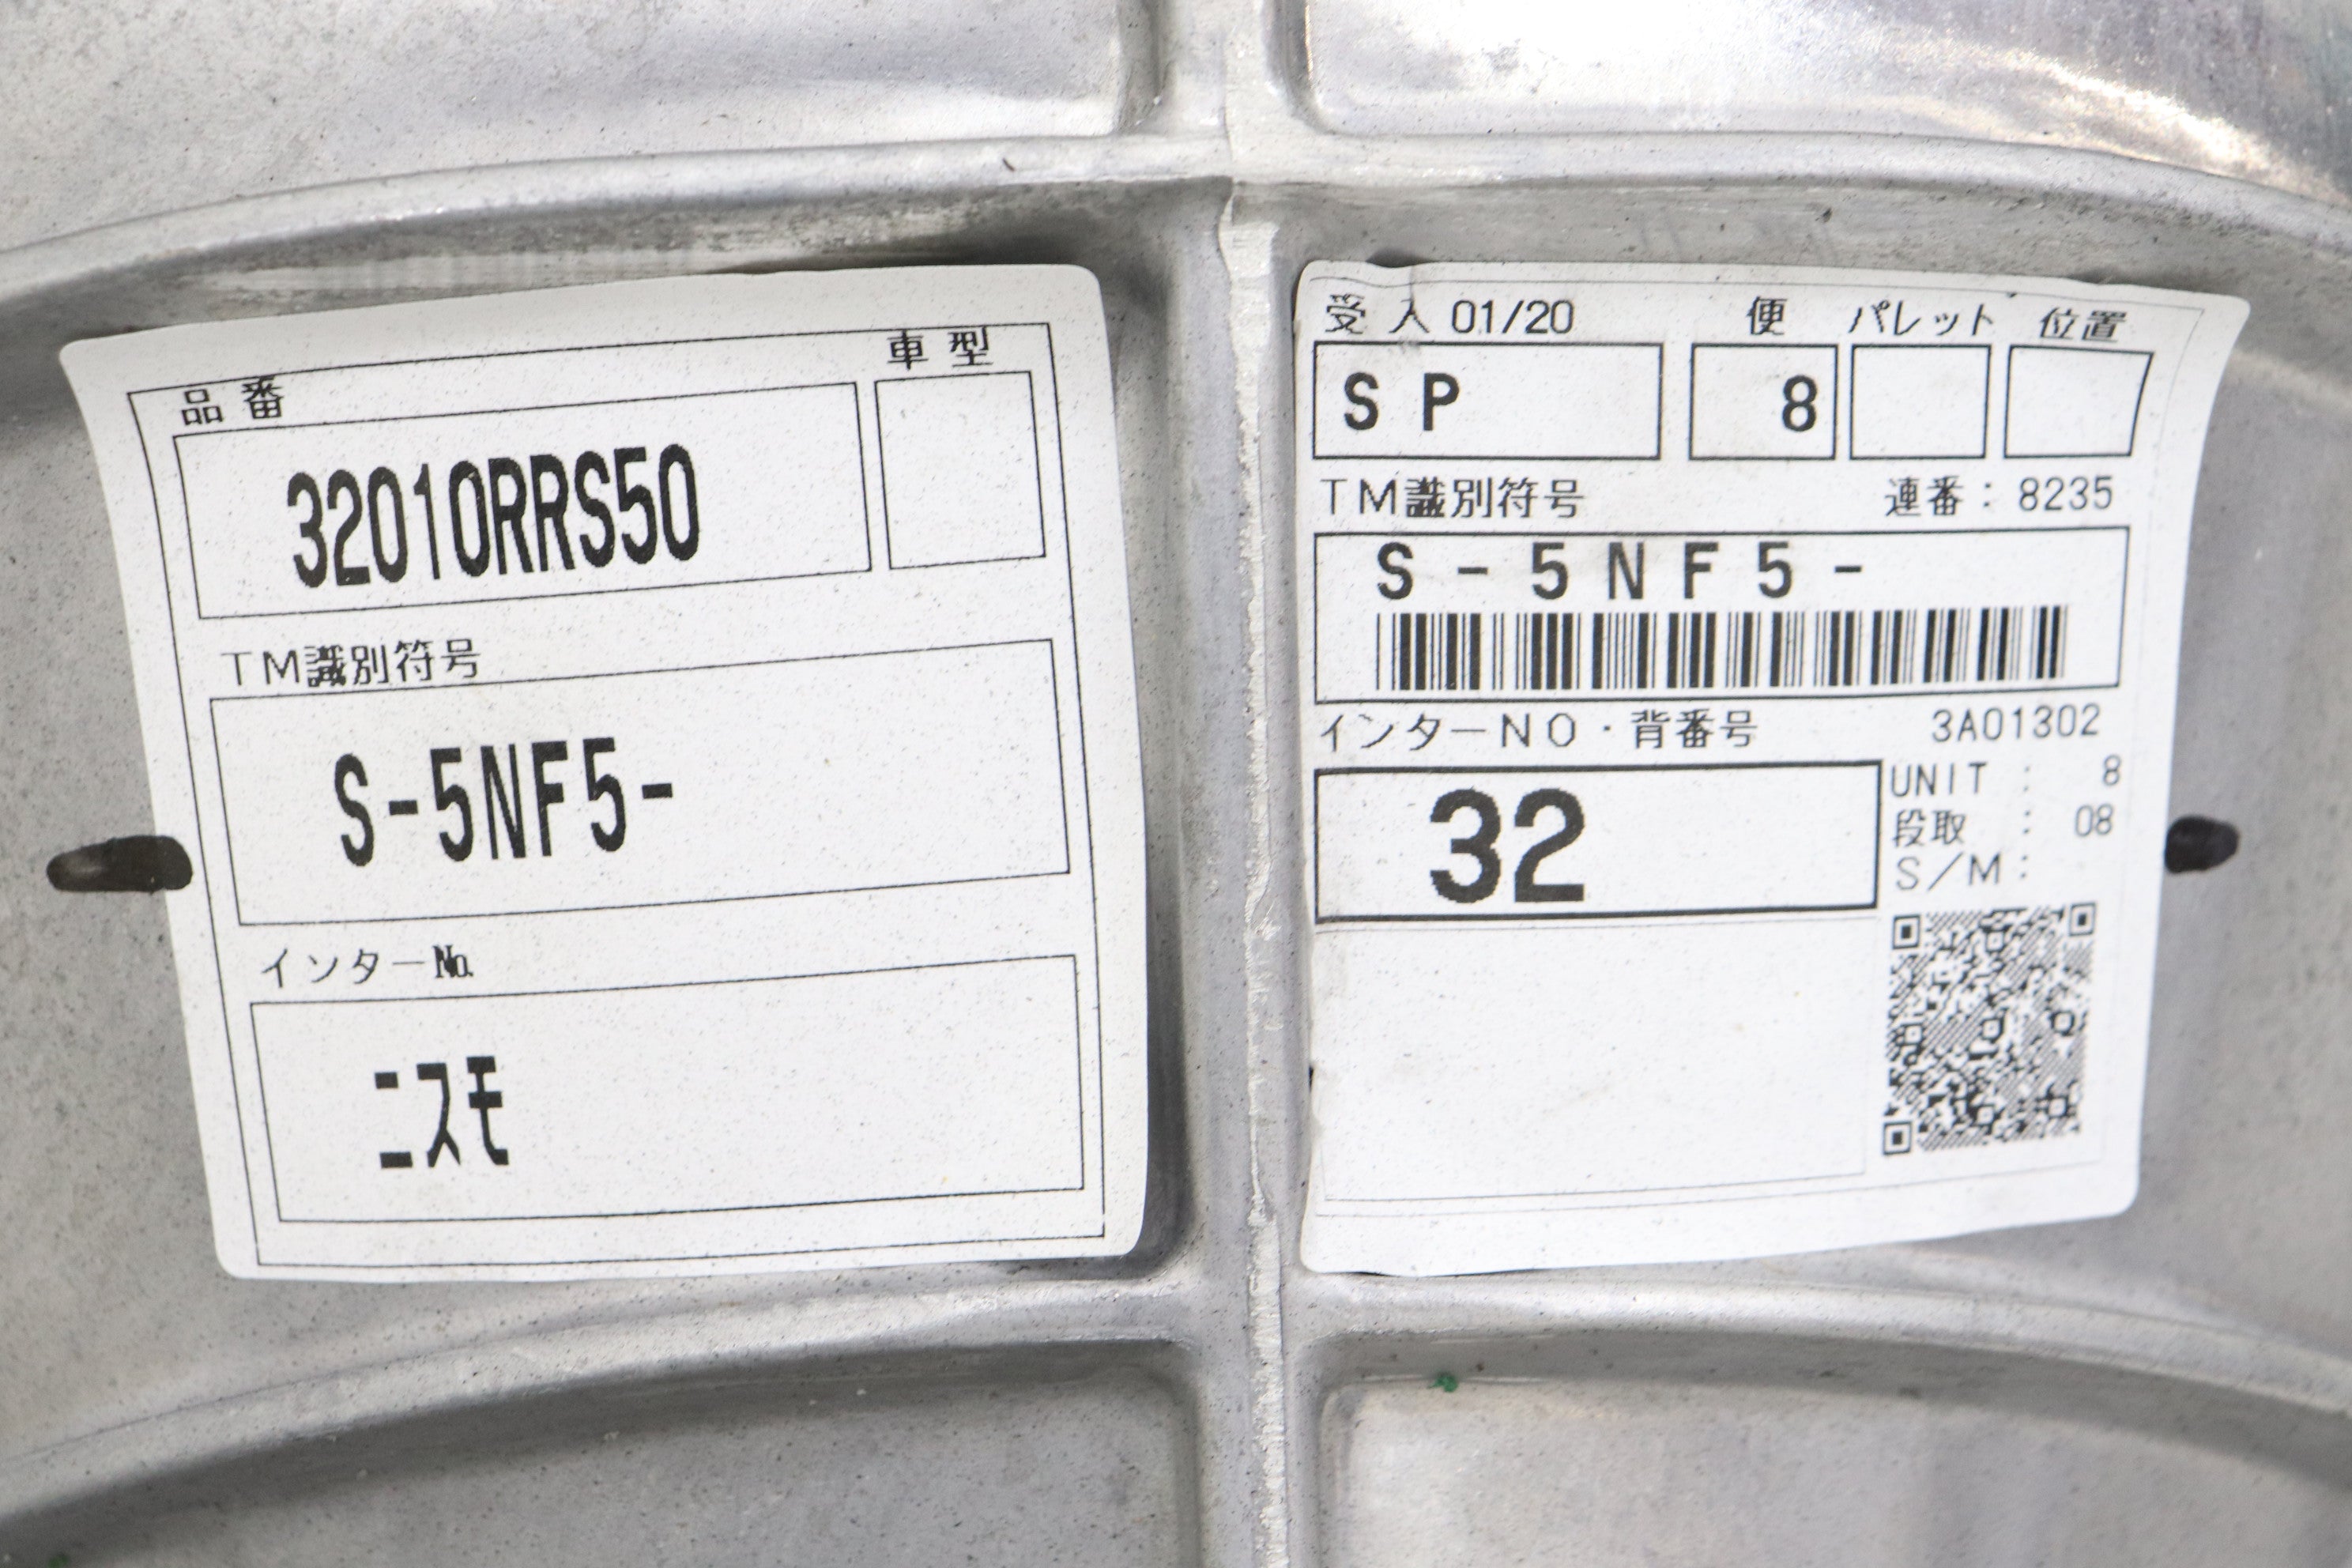 品番
車型
32010RRS50
TM識別符号
S-5NF5-
インターNo.
ニスモ
受入 01/20 便 パレット 位置
SP 8
TM識別符号 連番：8235
S-5NF5-
インターNO・背番号 3A01302
32
UNIT : 8
段取 : 08
S/M: